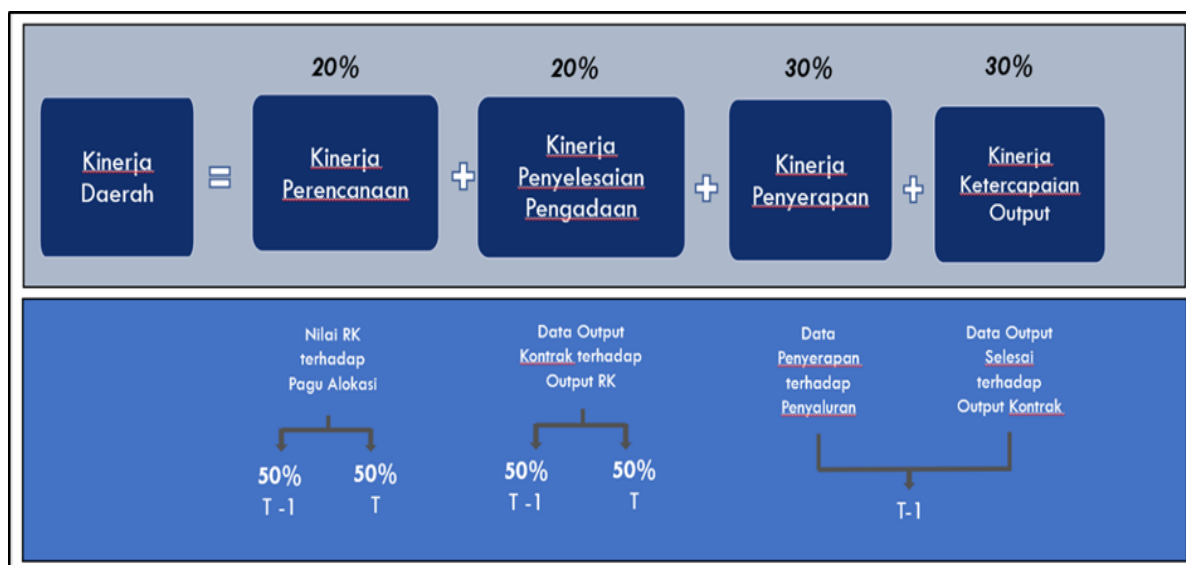 20%
20%
30%
30%
Kinerja
Daerah
=
Kinerja
Perencanaan
+
Kinerja
Penyelesaian
Pengadaan
+
Kinerja
Penyerapan
+
Kinerja
Ketercapaian
Output
Nilai RK
terhadap
Pagu Alokasi
50%
T -1
50%
T
Data Output
Kontrak terhadap
Output RK
50%
T -1
50%
T
Data
Penyerapan
terhadap
Penyaluran
Data Output
Selesai
terhadap
Output Kontrak
T-1